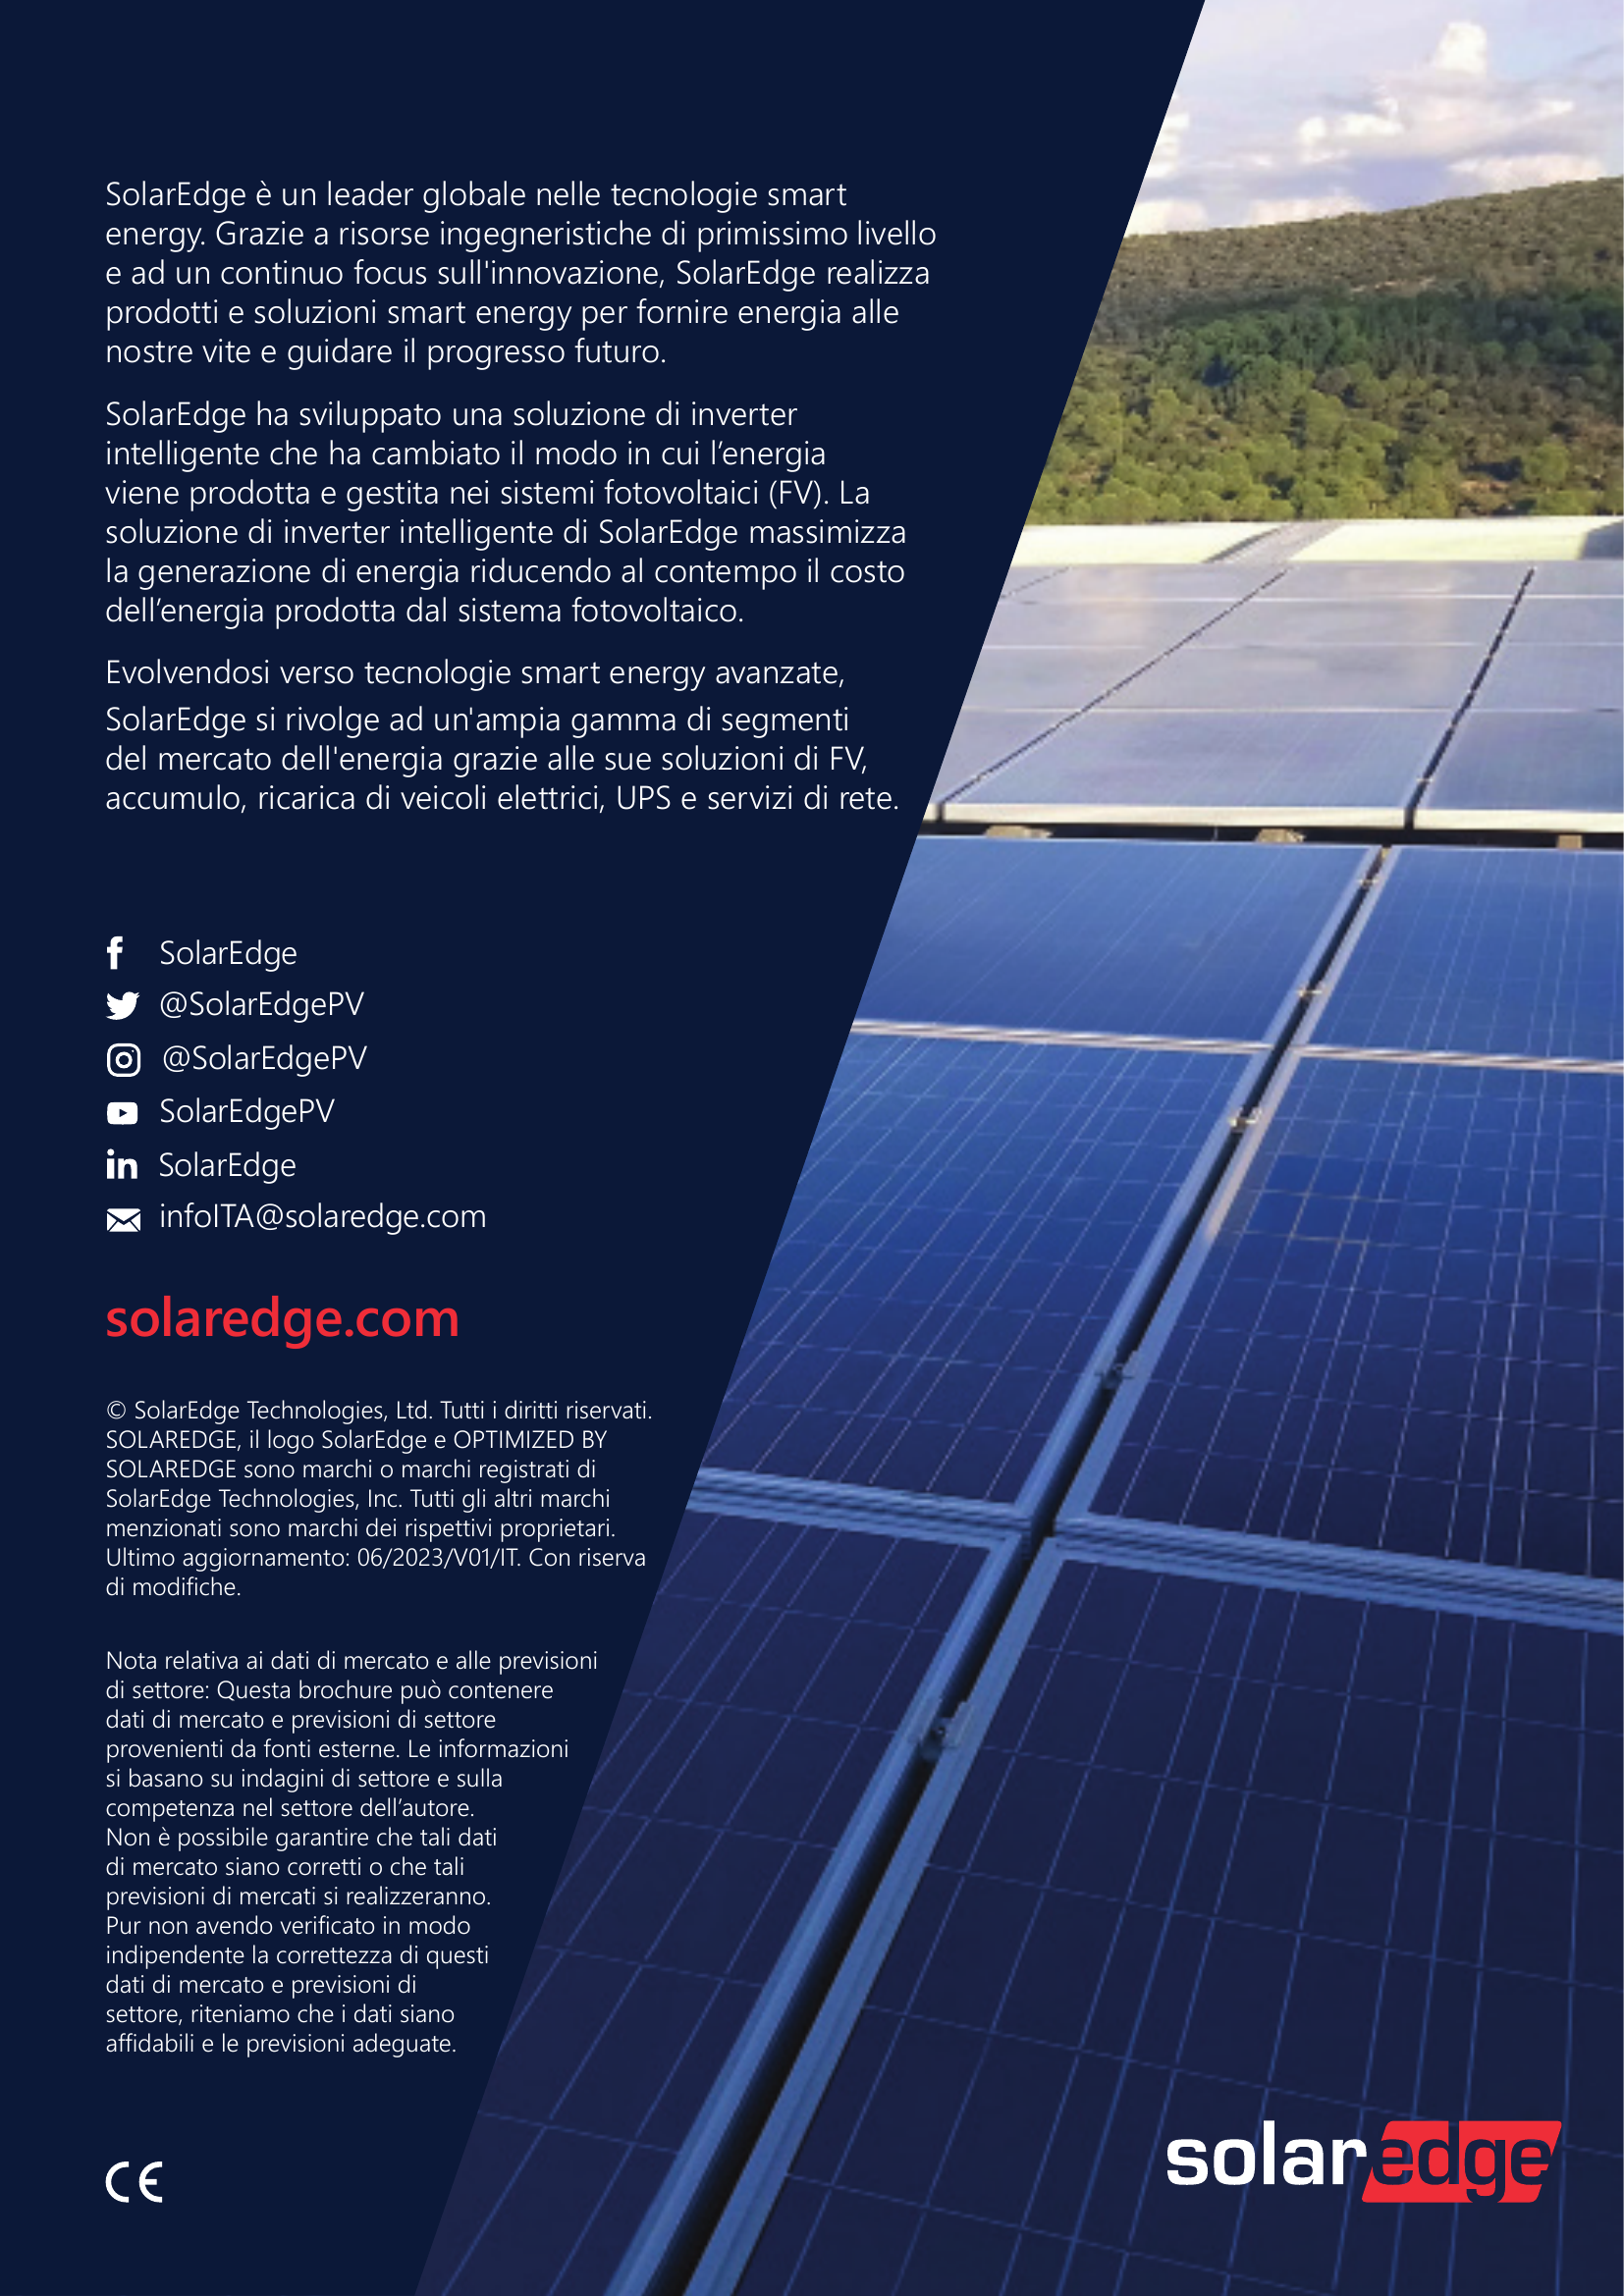 SolarEdge è un leader globale nelle tecnologie smart
energy. Grazie a risorse ingegneristiche di primissimo livello
e ad un continuo focus sull'innovazione, SolarEdge realizza
prodotti e soluzioni smart energy per fornire energia alle
nostre vite e guidare il progresso futuro.
SolarEdge ha sviluppato una soluzione di inverter
intelligente che ha cambiato il modo in cui l’energia
viene prodotta e gestita nei sistemi fotovoltaici (FV). La
soluzione di inverter intelligente di SolarEdge massimizza
la generazione di energia riducendo al contempo il costo
dell’energia prodotta dal sistema fotovoltaico.
Evolvendosi verso tecnologie smart energy avanzate,
SolarEdge si rivolge ad un'ampia gamma di segmenti
del mercato dell'energia grazie alle sue soluzioni di FV,
accumulo, ricarica di veicoli elettrici, UPS e servizi di rete.
SolarEdge
@SolarEdgePV
@SolarEdgePV
SolarEdgePV
SolarEdge
infoITA@solaredge.com
solaredge.com
© SolarEdge Technologies, Ltd. Tutti i diritti riservati.
SOLAREDGE, il logo SolarEdge e OPTIMIZED BY
SOLAREDGE sono marchi o marchi registrati di
SolarEdge Technologies, Inc. Tutti gli altri marchi
menzionati sono marchi dei rispettivi proprietari.
Ultimo aggiornamento: 06/2023/V01/IT. Con riserva
di modifiche.
Nota relativa ai dati di mercato e alle previsioni
di settore: Questa brochure può contenere
dati di mercato e previsioni di settore
provenienti da fonti esterne. Le informazioni
si basano su indagini di settore e sulla
competenza nel settore dell’autore.
Non è possibile garantire che tali dati
di mercato siano corretti o che tali
previsioni di mercati si realizzeranno.
Pur non avendo verificato in modo
indipendente la correttezza di questi
dati di mercato e previsioni di
settore, riteniamo che i dati siano
affidabili e le previsioni adeguate.
CE
solaredge